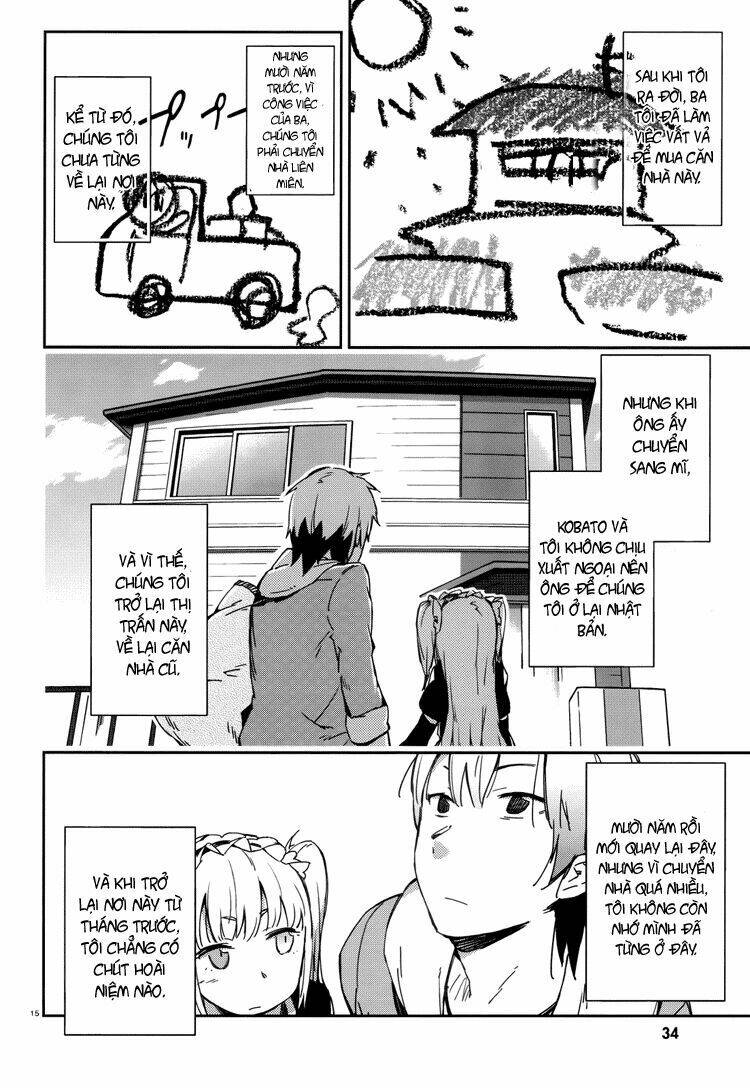 SAU KHI TÔI
RA ĐỜI, BA
TÔI ĐÃ LÀM
VIỆC VẤT VẢ
ĐỂ MUA CĂN
NHÀ NÀY.
NHƯNG
MƯỜI NĂM
TRƯỚC, VÌ
CÔNG VIỆC
CỦA BA,
CHÚNG TÔI
PHẢI CHUYỂN
NHÀ LIÊN
MIÊN.
KỂ TỪ ĐÓ,
CHÚNG TÔI
CHƯA TỪNG
VỀ LẠI NƠI
NÀY.
NHƯNG KHI
ÔNG ẤY
CHUYỂN
SANG MĨ,
KOBATO VÀ
TÔI KHÔNG CHỊU
XUẤT NGOẠI NÊN
ÔNG ĐỂ CHÚNG
TÔI Ở LẠI NHẬT
BẢN.
VÀ VÌ THẾ,
CHÚNG TÔI
TRỞ LẠI THỊ
TRẤN NÀY,
VỀ LẠI CĂN
NHÀ CŨ.
MƯỜI NĂM RỒI
MỚI QUAY LẠI ĐÂY,
NHƯNG VÌ CHUYỂN
NHÀ QUÁ NHIỀU,
TÔI KHÔNG CÒN
NHỚ MÌNH ĐÃ
TỪNG Ở ĐÂY.
VÀ KHI TRỞ
LẠI NƠI NÀY TỪ
THÁNG TRƯỚC,
TÔI CHẲNG CÓ
CHÚT HOÀI
NIỆM NÀO.
15
34